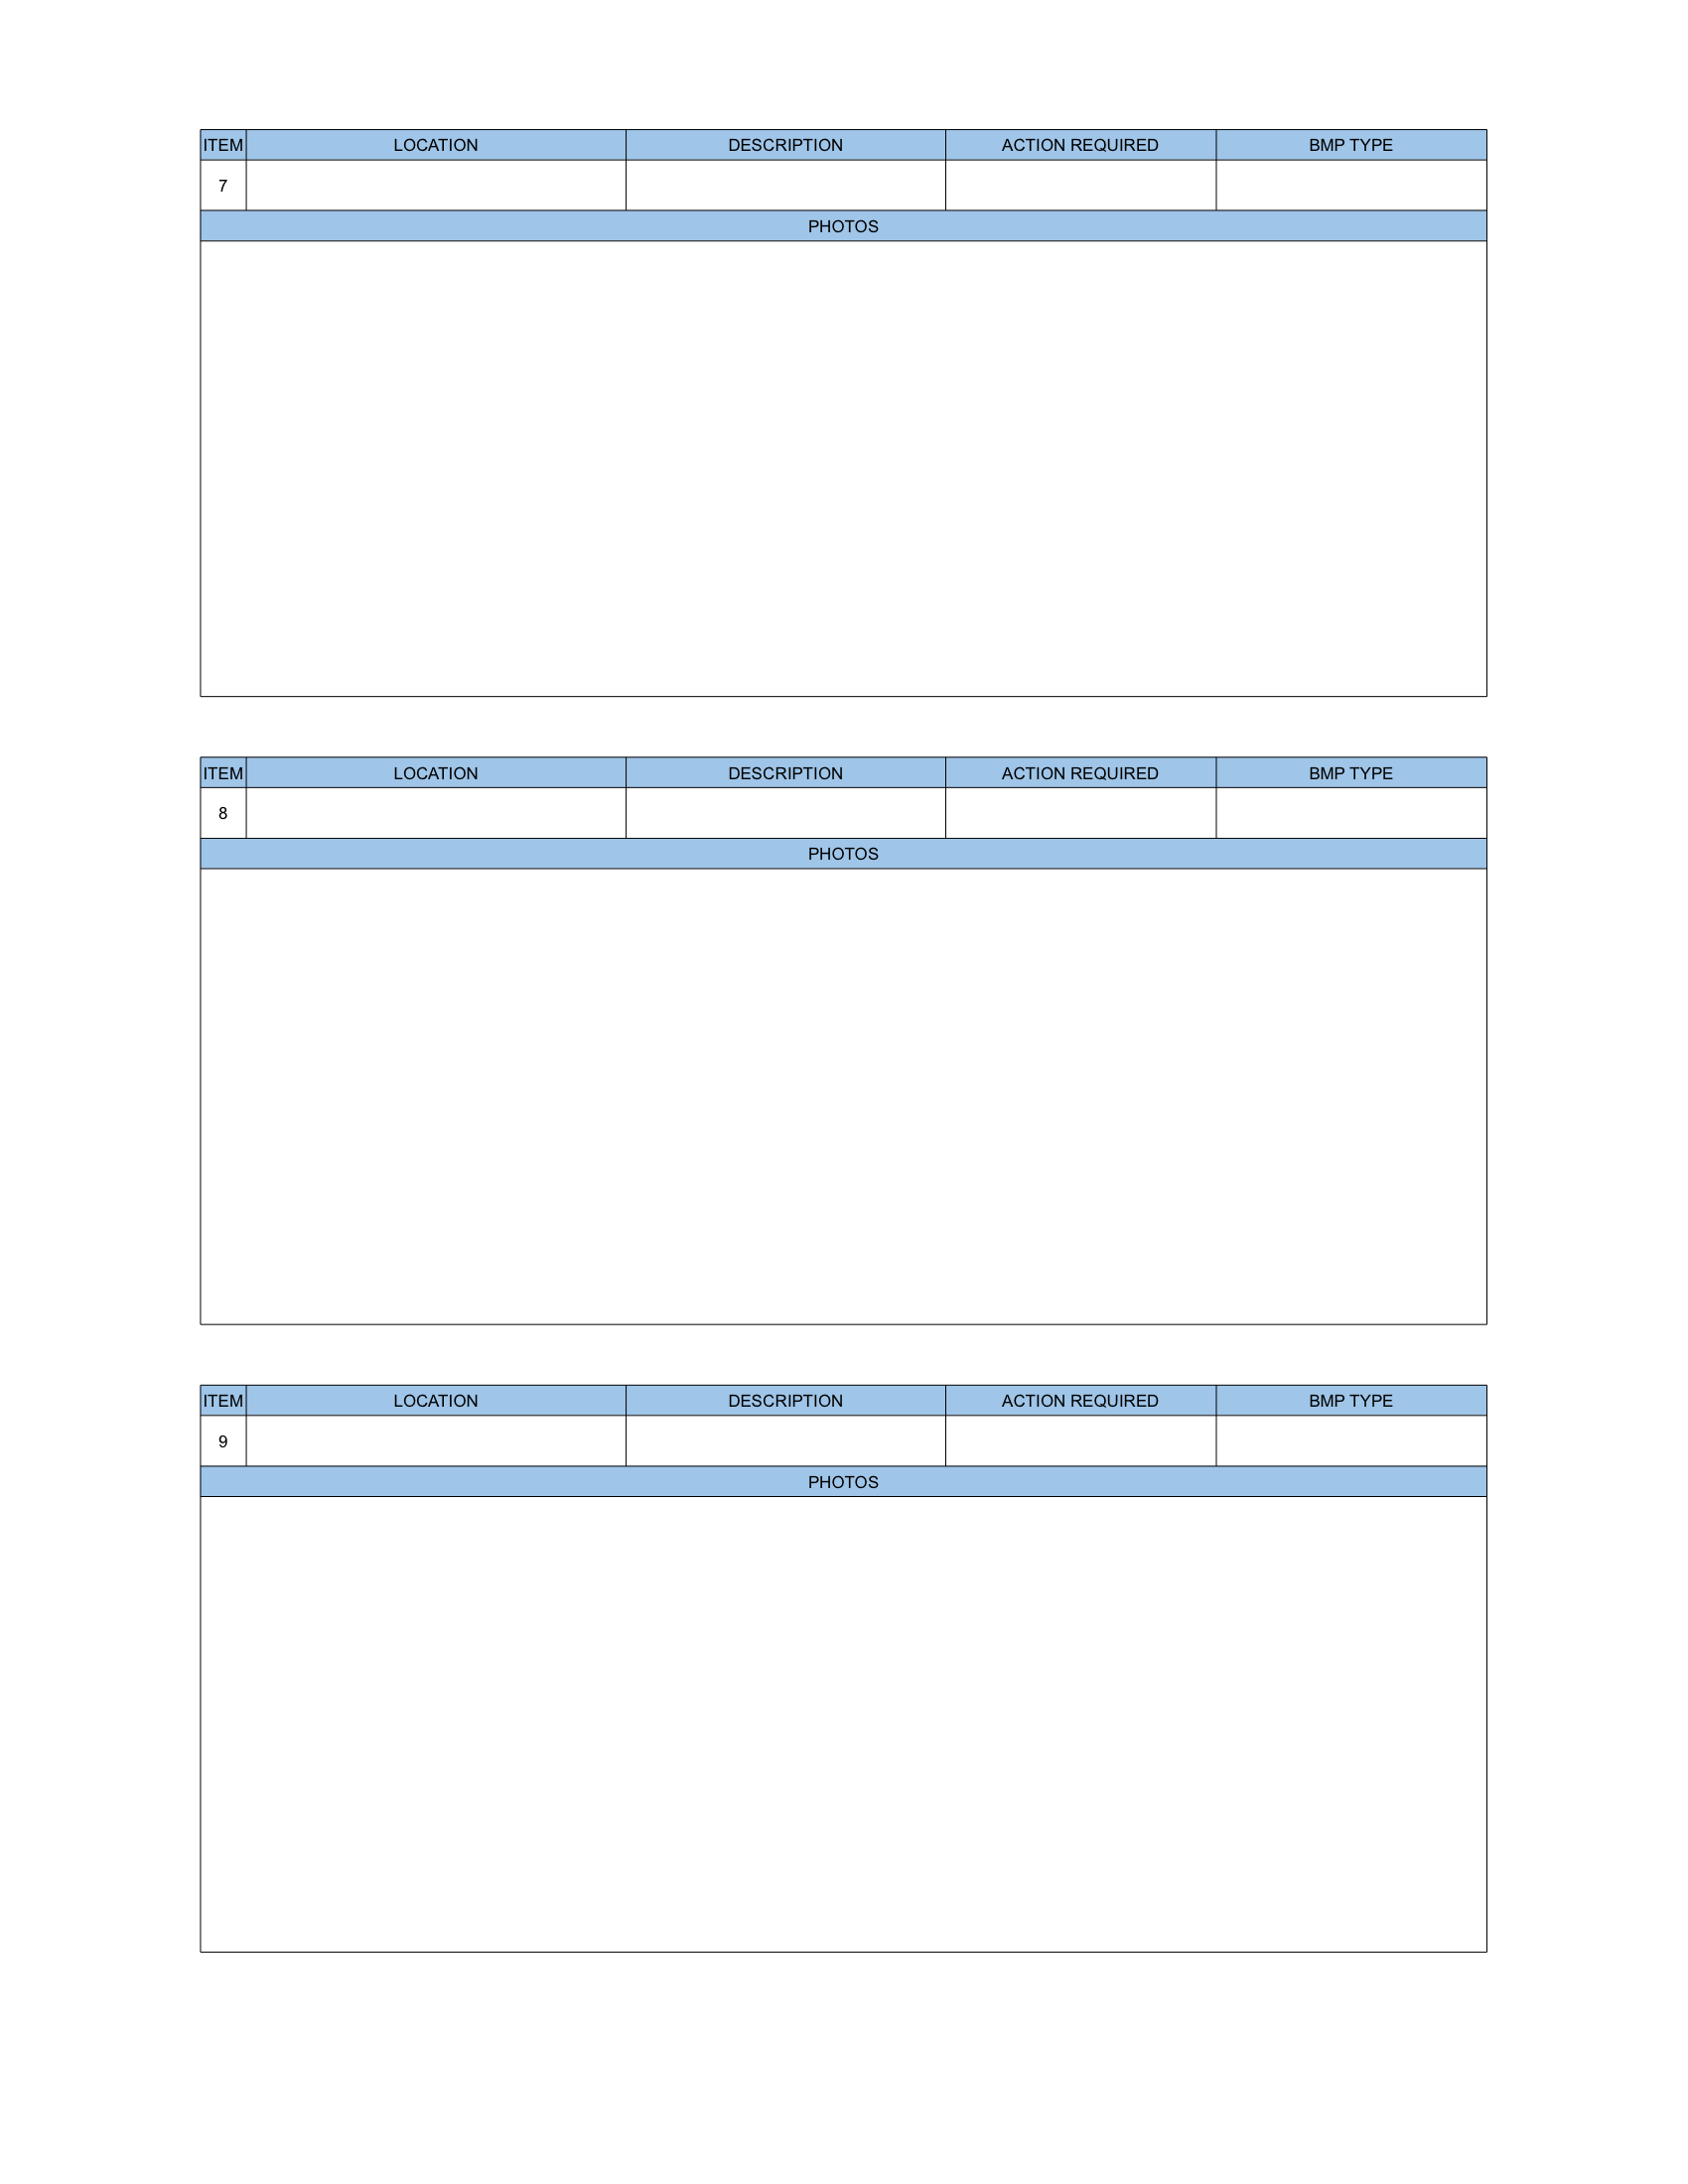 ITEM LOCATION DESCRIPTION ACTION REQUIRED BMP TYPE
7
PHOTOS
ITEM LOCATION DESCRIPTION ACTION REQUIRED BMP TYPE
8
PHOTOS
ITEM LOCATION DESCRIPTION ACTION REQUIRED BMP TYPE
9
PHOTOS